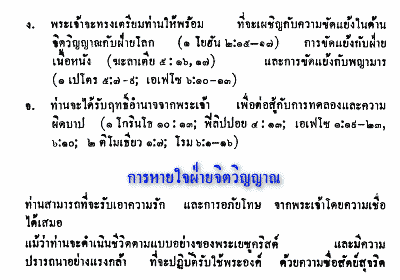 ง. พระเจ้าจะทรงเตรียมท่านให้พร้อม ที่จะเผชิญกับความขัดแย้งในด้าน
จิตวิญญาณกับฝ่ายโลก (๑ โยฮัน ๒:๑๕-๑๗) การขัดแย้งกับฝ่าย
เนื้อหนัง (ฆะลาเตีย ๕ : ๑๖, ๑๗) และการขัดแย้งกับพญามาร
(๑ เปโตร ๕:๗-๙; เอเฟโซ ๖:๑๐-๑๓)
จ. ท่านจะได้รับฤทธิ์อำนาจจากพระเจ้า เพื่อต่อสู้กับการทดลองและความ
ผิดบาป (๑ โกรินโธ ๑๐ : ๑๓; ฟีลิปปอย ๔ : ๑๓; เอเฟโซ ๑:๑๙-๒๓,
๖:๑๐; ๒ ติโมเธียว ๑:๗; โรม ๖:๑-๑๖)
การหายใจฝ่ายจิตวิญญาณ
ท่านสามารถที่จะรับเอาความรัก และการอภัยโทษ จากพระเจ้าโดยความเชื่อ
ได้เสมอ
แม้ว่าท่านจะดำเนินชีวิตตามแบบอย่างของพระเยซูคริสต์ และมีความ
ปรารถนาอย่างแรงกล้า ที่จะปฏิบัติรับใช้พระองค์ ด้วยความซื่อสัตย์สุจริต